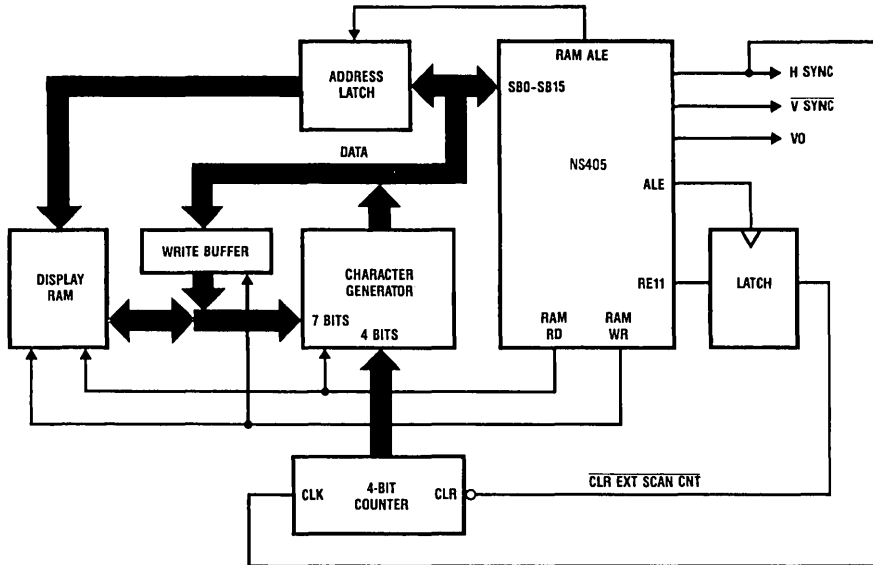 RAM ALE
ADDRESS
LATCH
SB0-SB15
H SYNC
V SYNC
VO
DATA
NS405
ALE
WRITE BUFFER
DISPLAY
RAM
CHARACTER
GENERATOR
LATCH
RE11
7 BITS
4 BITS
RAM
RD
RAM
WR
CLR EXT SCAN CNT
CLK
4-BIT
COUNTER
CLR